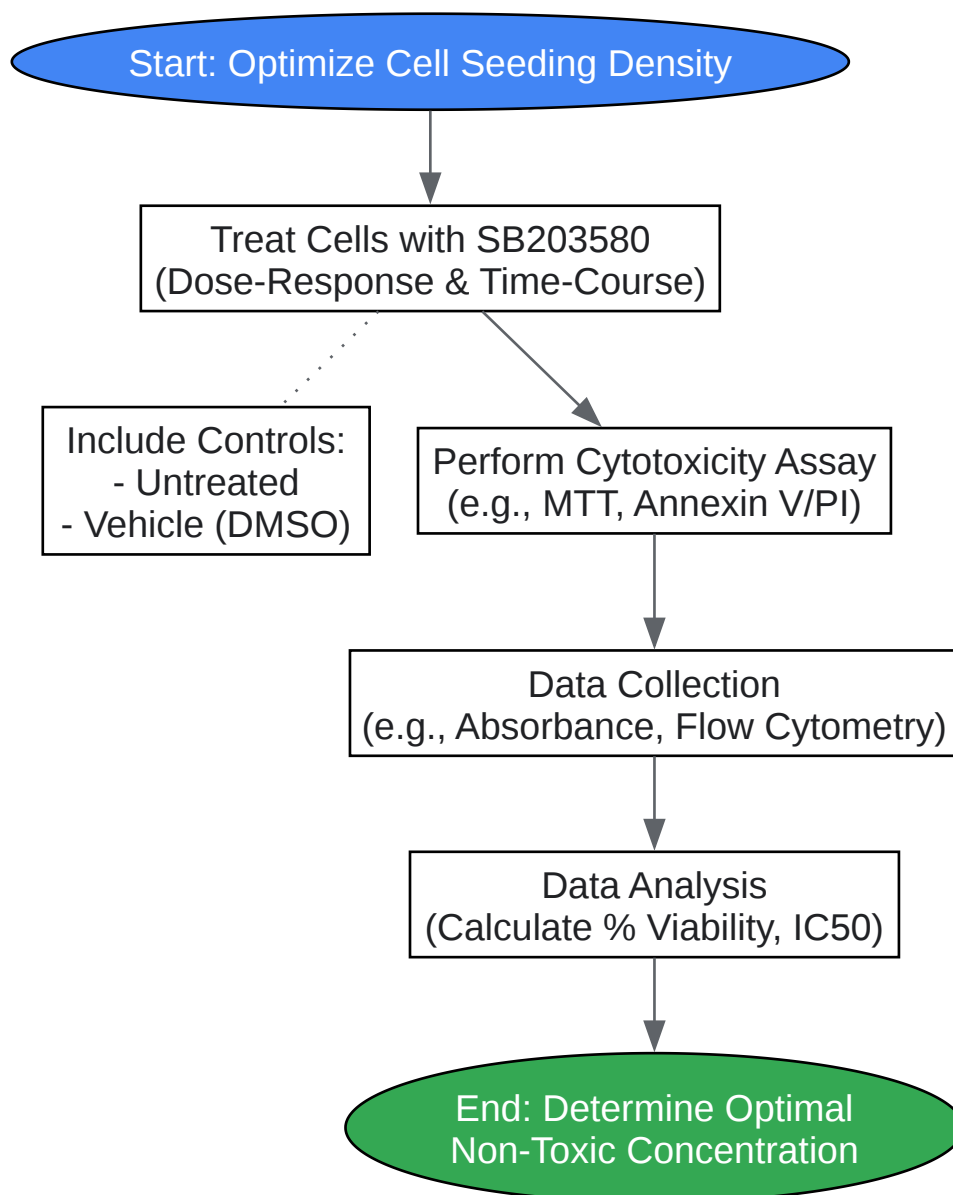 Start: Optimize Cell Seeding Density
Treat Cells with SB203580
(Dose-Response & Time-Course)
Include Controls:
- Untreated
- Vehicle (DMSO)
Perform Cytotoxicity Assay
(e.g., MTT, Annexin V/PI)
Data Collection
(e.g., Absorbance, Flow Cytometry)
Data Analysis
(Calculate % Viability, IC50)
End: Determine Optimal
Non-Toxic Concentration